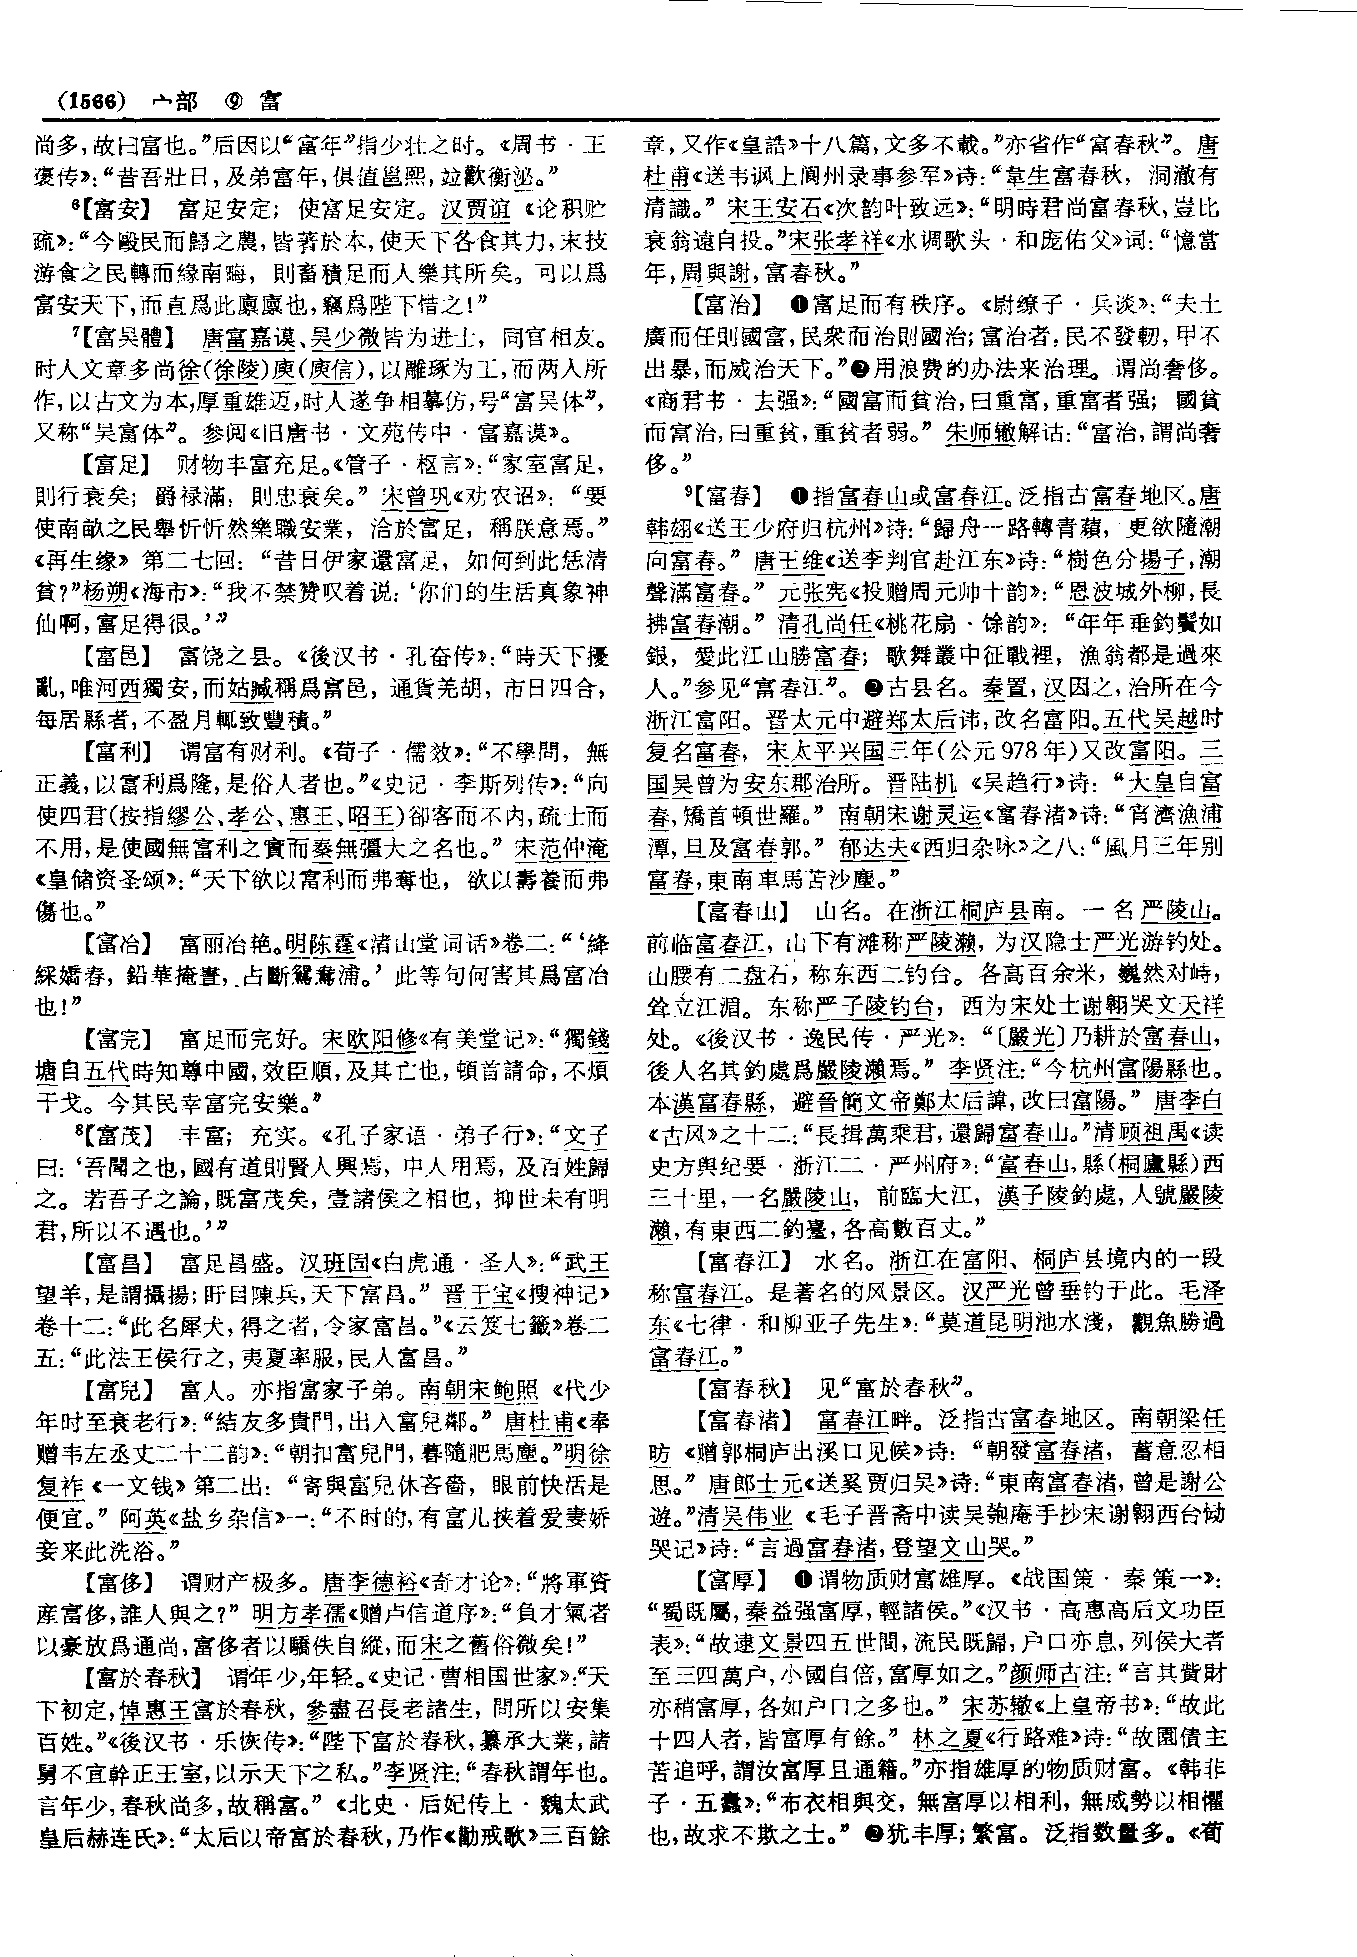 (1566) 宀部 ⑨ 富
尚多,故曰富也。”后因以“富年”指少壮之时。《周书·王
褒传》:“昔吾壯日,及弟富年,俱值邕熙,竝歡衡泌。”
⁶【富安】 富足安定;使富足安定。汉贾谊《论积贮
疏》:“今毆民而歸之農,皆著於本,使天下各食其力,末技
游食之民轉而緣南畮,則畜積足而人樂其所矣。可以爲
富安天下,而直爲此廪廪也,竊爲陛下惜之!”
⁷【富吴體】 唐富嘉谟、吴少微皆为进士,同官相友。
时人文章多尚徐(徐陵)庾(庾信),以雕琢为工,而两人所
作,以古文为本,厚重雄迈,时人遂争相摹仿,号“富吴体”,
又称“吴富体”。参阅《旧唐书·文苑传中·富嘉谟》。
【富足】 财物丰富充足。《管子·枢言》:“家室富足,
則行衰矣;爵禄滿,則忠衰矣。”宋曾巩《劝农诏》:“要
使南畝之民舉忻忻然樂職安業,洽於富足,稱朕意焉。”
《再生缘》第二七回:“昔日伊家還富足,如何到此恁清
貧?”杨朔《海市》:“我不禁赞叹着说:‘你们的生活真象神
仙啊,富足得很。’”
【富邑】 富饶之县。《後汉书·孔奋传》:“時天下擾
亂,唯河西獨安,而姑臧稱爲富邑,通貨羌胡,市日四合,
每居縣者,不盈月輒致豐積。”
【富利】 谓富有财利。《荀子·儒效》:“不學問,無
正義,以富利爲隆,是俗人者也。”《史记·李斯列传》:“向
使四君(按指缪公、孝公、惠王、昭王)卻客而不内,疏士而
不用,是使國無富利之實而秦無彊大之名也。”宋范仲淹
《皇储资圣颂》:“天下欲以富利而弗奪也,欲以壽養而弗
傷也。”
【富冶】 富丽冶艳。明陈霆《渚山堂词话》卷二:“‘絳
綵嬌春,鉛華掩晝,占斷鴛鴦浦。’此等句何害其爲富冶
也!”
【富完】 富足而完好。宋欧阳修《有美堂记》:“獨錢
塘自五代時知尊中國,效臣順,及其亡也,頓首請命,不煩
干戈。今其民幸富完安樂。”
⁸【富茂】 丰富;充实。《孔子家语·弟子行》:“文子
曰:‘吾聞之也,國有道則賢人興焉,中人用焉,及百姓歸
之。若吾子之論,既富茂矣,壹諸侯之相也,抑世未有明
君,所以不遇也。’”
【富昌】 富足昌盛。汉班固《白虎通·圣人》:“武王
望羊,是謂攝揚;盱目陳兵,天下富昌。”晋干宝《搜神记》
卷十二:“此名犀犬,得之者,令家富昌。”《云笈七籤》卷二
五:“此法王侯行之,夷夏率服,民人富昌。”
【富兒】 富人。亦指富家子弟。南朝宋鲍照《代少
年时至衰老行》:“結友多貴門,出入富兒鄰。”唐杜甫《奉
赠韦左丞丈二十二韵》:“朝扣富兒門,暮隨肥馬塵。”明徐
复祚《一文钱》第二出:“寄與富兒休吝嗇,眼前快活是
便宜。”阿英《盐乡杂信》一:“不时的,有富儿挟着爱妻娇
妾来此洗浴。”
【富侈】 谓财产极多。唐李德裕《奇才论》:“將軍資
産富侈,誰人與之?”明方孝孺《赠卢信道序》:“負才氣者
以豪放爲通尚,富侈者以驕佚自縱,而宋之舊俗微矣!”
【富於春秋】 谓年少,年轻。《史记·曹相国世家》:“天
下初定,悼惠王富於春秋,參盡召長老諸生,問所以安集
百姓。”《後汉书·乐恢传》:“陛下富於春秋,纂承大業,諸
舅不宜幹正王室,以示天下之私。”李贤注:“春秋謂年也。
言年少,春秋尚多,故稱富。”《北史·后妃传上·魏太武
皇后赫连氏》:“太后以帝富於春秋,乃作《勸戒歌》三百餘
章,又作《皇誥》十八篇,文多不載。”亦省作“富春秋”。唐
杜甫《送韦讽上阆州录事参军》诗:“韋生富春秋,洞澈有
清識。”宋王安石《次韵叶致远》:“明時君尚富春秋,豈比
衰翁遠自投。”宋张孝祥《水调歌头·和庞佑父》词:“憶當
年,周與謝,富春秋。”
【富治】 ❶富足而有秩序。《尉缭子·兵谈》:“夫土
廣而任則國富,民衆而治則國治;富治者,民不發軔,甲不
出暴,而威治天下。”❷用浪费的办法来治理。谓尚奢侈。
《商君书·去强》:“國富而貧治,曰重富,重富者强;國貧
而富治,曰重貧,重貧者弱。”朱师辙解诂:“富治,謂尚奢
侈。”
⁹【富春】 ❶指富春山或富春江。泛指古富春地区。唐
韩翃《送王少府归杭州》诗:“歸舟一路轉青蘋,更欲隨潮
向富春。”唐王维《送李判官赴江东》诗:“樹色分揚子,潮
聲滿富春。”元张宪《投赠周元帅十韵》:“恩波城外柳,長
拂富春潮。”清孔尚任《桃花扇·馀韵》:“年年垂釣鬢如
銀,愛此江山勝富春;歌舞叢中征戰裡,漁翁都是過來
人。”参见“富春江”。❷古县名。秦置,汉因之,治所在今
浙江富阳。晋太元中避郑太后讳,改名富阳。五代吴越时
复名富春,宋太平兴国三年(公元978年)又改富阳。三
国吴曾为安东郡治所。晋陆机《吴趋行》诗:“大皇自富
春,矯首頓世羅。”南朝宋谢灵运《富春渚》诗:“宵濟漁浦
潭,旦及富春郭。”郁达夫《西归杂咏》之八:“風月三年别
富春,東南車馬苦沙塵。”
【富春山】 山名。在浙江桐庐县南。一名严陵山。
前临富春江,山下有滩称严陵濑,为汉隐士严光游钓处。
山腰有二盘石,称东西二钓台。各高百余米,巍然对峙,
耸立江湄。东称严子陵钓台,西为宋处士谢翱哭文天祥
处。《後汉书·逸民传·严光》:“〔嚴光〕乃耕於富春山,
後人名其釣處爲嚴陵瀨焉。”李贤注:“今杭州富陽縣也。
本漢富春縣,避晉簡文帝鄭太后諱,改曰富陽。”唐李白
《古风》之十二:“長揖萬乘君,還歸富春山。”清顾祖禹《读
史方舆纪要·浙江二·严州府》:“富春山,縣(桐廬縣)西
三十里,一名嚴陵山,前臨大江,漢子陵釣處,人號嚴陵
瀨,有東西二釣臺,各高數百丈。”
【富春江】 水名。浙江在富阳、桐庐县境内的一段
称富春江。是著名的风景区。汉严光曾垂钓于此。毛泽
东《七律·和柳亚子先生》:“莫道昆明池水淺,觀魚勝過
富春江。”
【富春秋】 见“富於春秋”。
【富春渚】 富春江畔。泛指古富春地区。南朝梁任
昉《赠郭桐庐出溪口见候》诗:“朝發富春渚,蓄意忍相
思。”唐郎士元《送奚贾归吴》诗:“東南富春渚,曾是謝公
遊。”清吴伟业《毛子晋斋中读吴匏庵手抄宋谢翱西台恸
哭记》诗:“言過富春渚,登望文山哭。”
【富厚】 ❶谓物质财富雄厚。《战国策·秦策一》:
“蜀既屬,秦益强富厚,輕諸侯。”《汉书·高惠高后文功臣
表》:“故逮文景四五世間,流民既歸,户口亦息,列侯大者
至三四萬户,小國自倍,富厚如之。”颜师古注:“言其貲財
亦稍富厚,各如户口之多也。”宋苏辙《上皇帝书》:“故此
十四人者,皆富厚有餘。”林之夏《行路难》诗:“故園債主
苦追呼,謂汝富厚且通籍。”亦指雄厚的物质财富。《韩非
子·五蠹》:“布衣相與交,無富厚以相利,無威勢以相懼
也,故求不欺之士。”❷犹丰厚;繁富。泛指数量多。《荀